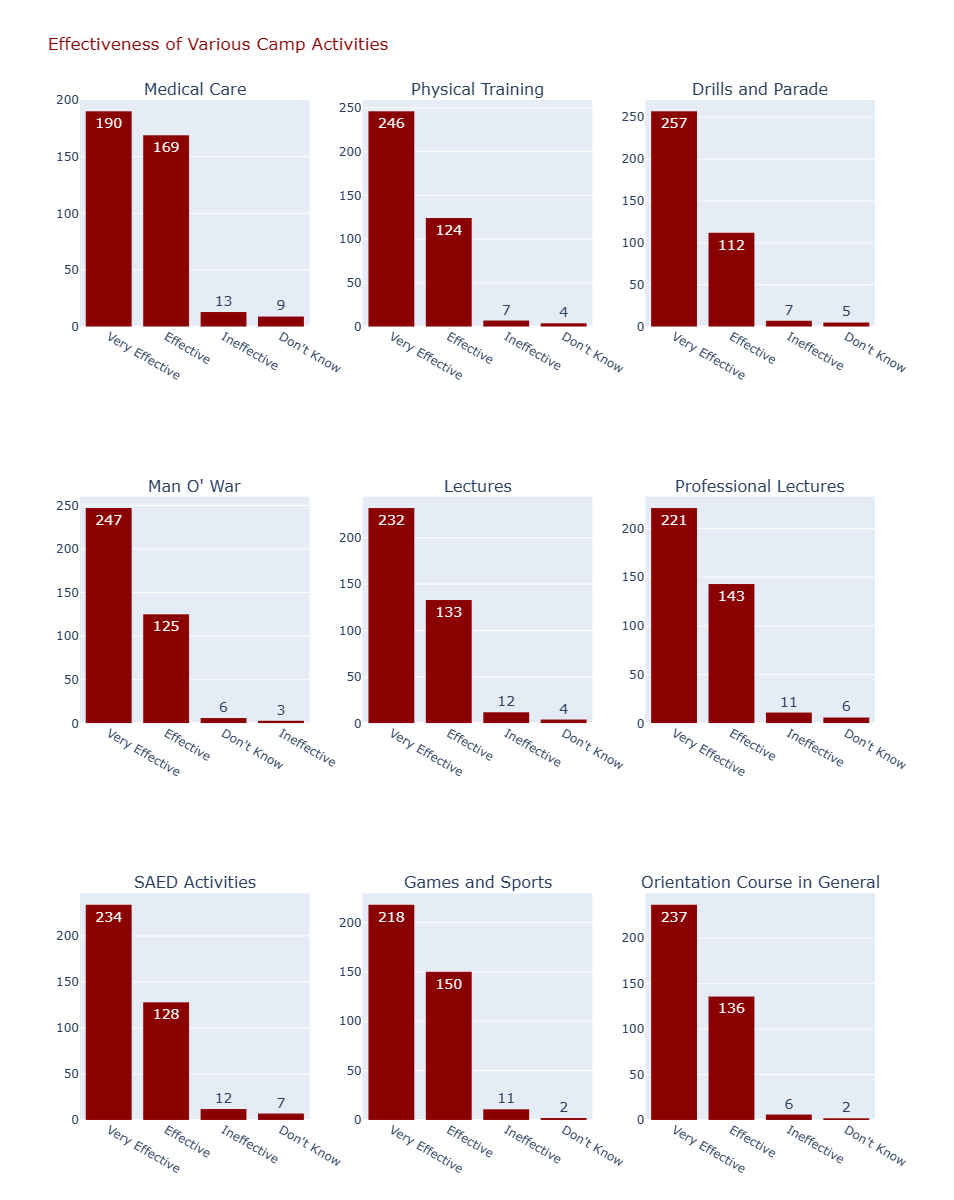 Effectiveness of Various Camp Activities
Medical Care
200
150
100
50
0
190
169
13
9
Very Effective
Effective
Ineffective
Don't Know
Physical Training
250
200
150
100
50
0
246
124
7
4
Very Effective
Effective
Ineffective
Don't Know
Drills and Parade
250
200
150
100
50
0
257
112
7
5
Very Effective
Effective
Ineffective
Don't Know
Man O' War
250
200
150
100
50
0
247
125
6
3
Very Effective
Effective
Don't Know
Ineffective
Lectures
200
150
100
50
0
232
133
12
4
Very Effective
Effective
Ineffective
Don't Know
Professional Lectures
200
150
100
50
0
221
143
11
6
Very Effective
Effective
Ineffective
Don't Know
SAED Activities
200
150
100
50
0
234
128
12
7
Very Effective
Effective
Ineffective
Don't Know
Games and Sports
200
150
100
50
0
218
150
11
2
Very Effective
Effective
Ineffective
Don't Know
Orientation Course in General
200
150
100
50
0
237
136
6
2
Very Effective
Effective
Ineffective
Don't Know